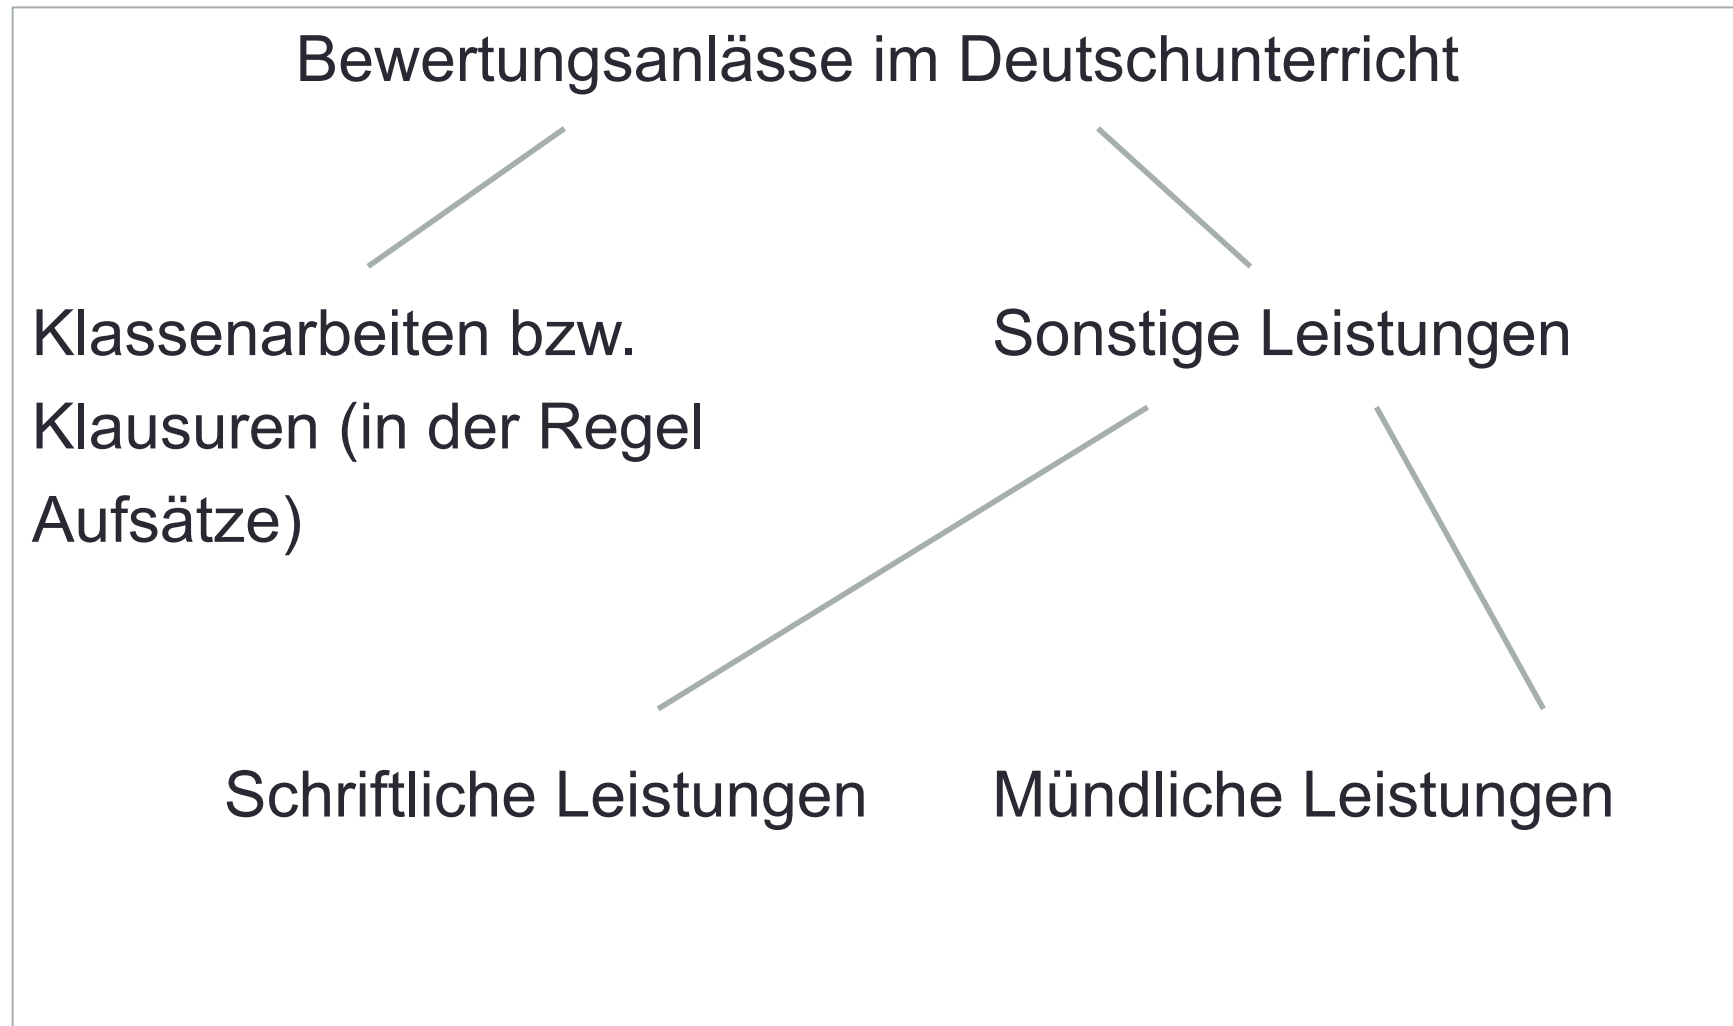 Bewertungsanlässe im Deutschunterricht
Klassenarbeiten bzw.
Klausuren (in der Regel
Aufsätze)
Sonstige Leistungen
Schriftliche Leistungen
Mündliche Leistungen